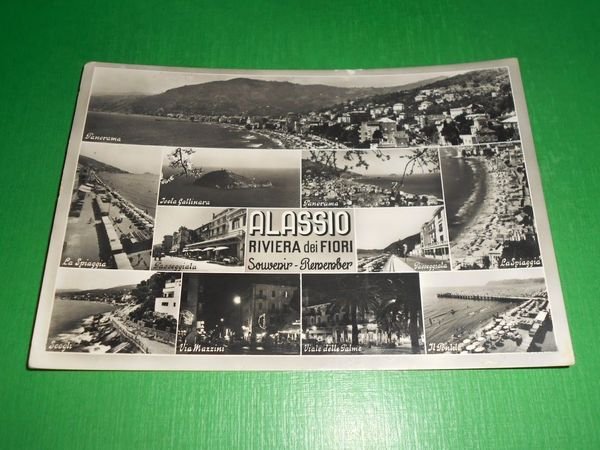 Panorama
Isola Gallinara
Panorama
La Spiaggia
Passeggiata
ALASSIO
RIVIERA dei FIORI
Souvenir - Remember
Passeggiata
La Spiaggia
Scogli
Via Mazzini
Viale delle Palme
Il Pontile